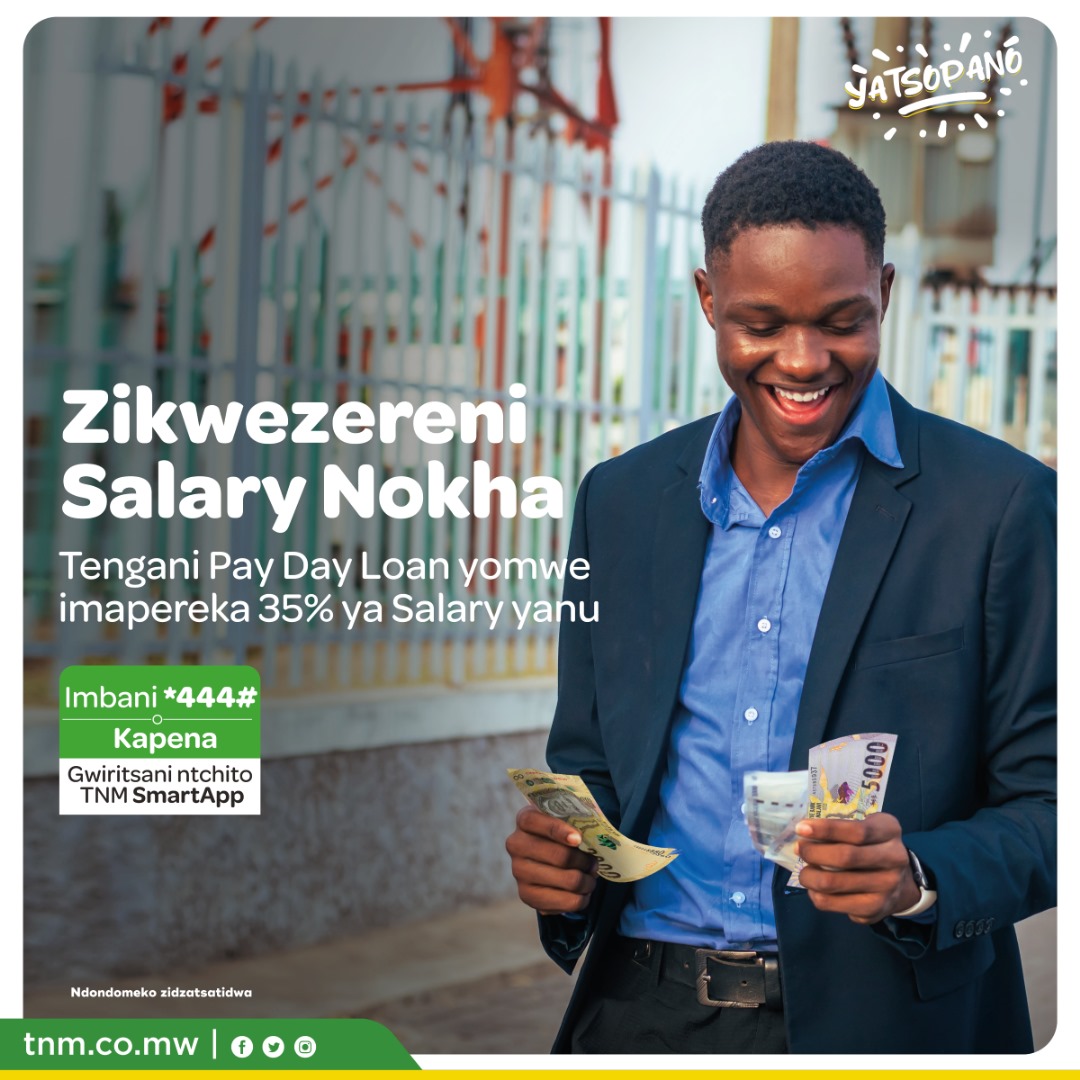 YATSOPANO
Zikwezereni
Salary Nokha
Tengani Pay Day Loan yomwe
imapereka 35% ya Salary yanu
Imbani *444#
Kapena
Gwiritsani ntchito
TNM SmartApp
5000
Ndondomeko zidzatsatidwa
tnm.co.mw